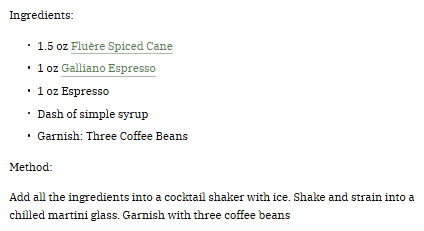 Ingredients:
• 1.5 oz Fluère Spiced Cane
• 1 oz Galliano Espresso
• 1 oz Espresso
• Dash of simple syrup
• Garnish: Three Coffee Beans
Method:
Add all the ingredients into a cocktail shaker with ice. Shake and strain into a
chilled martini glass. Garnish with three coffee beans